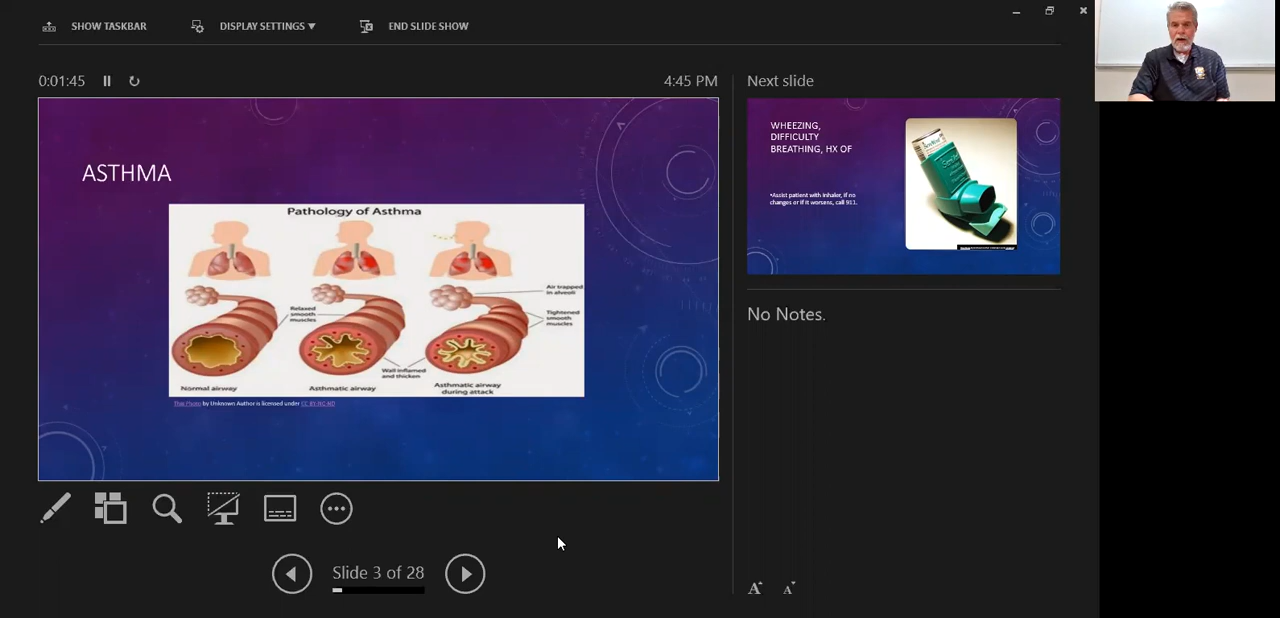 SHOW TASKBAR
DISPLAY SETTINGS ▼
END SLIDE SHOW
0:01:45
4:45 PM
ASTHMA
Pathology of Asthma
Air trapped
in alveoli
Relaxed
smooth
muscles
Tightened
smooth
muscles
Wall inflamed
and thicken
Normal airway
Asthmatic airway
Asthmatic airway
during attack
This Photo by Unknown Author is licensed under CC BY-NC-ND
Slide 3 of 28
Next slide
WHEEZING,
DIFFICULTY
BREATHING, HX OF
•Assist patient with inhaler, if no
changes or if it worsens, call 911.
No Notes.
A
A